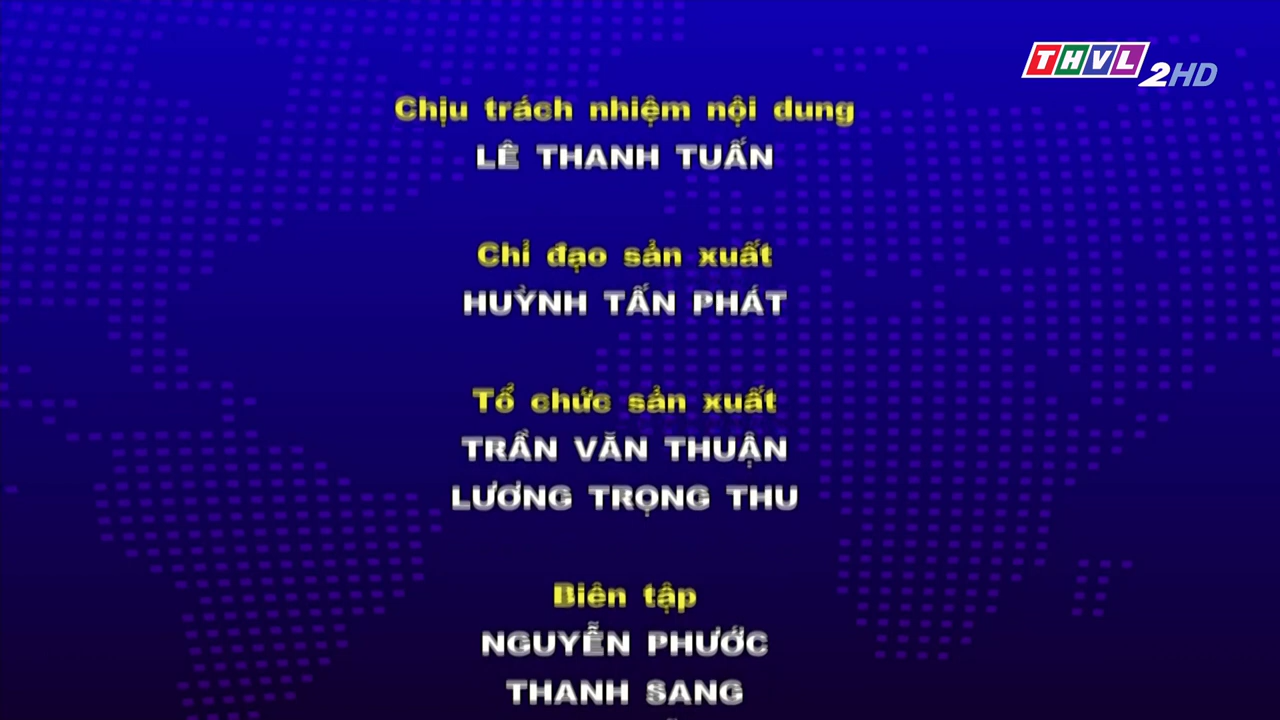 THVL 2HD
Chịu trách nhiệm nội dung
LÊ THANH TUẤN
Chỉ đạo sản xuất
HUỲNH TẤN PHÁT
Tổ chức sản xuất
TRẦN VĂN THUẬN
LƯƠNG TRỌNG THU
Biên tập
NGUYỄN PHƯỚC
THANH SANG